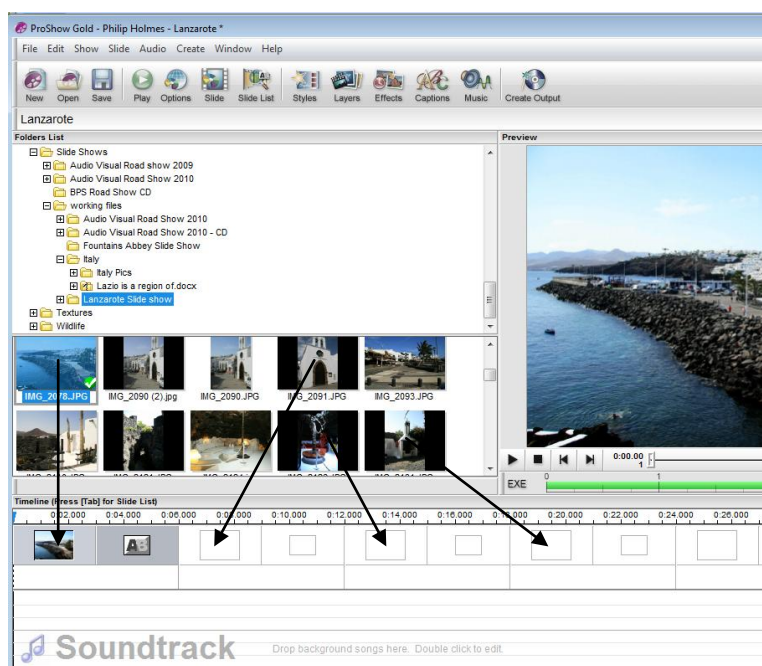 ProShow Gold - Philip Holmes - Lanzarote *
File Edit Show Slide Audio Create Window Help
New Open Save Play Options Slide Slide List Styles Layers Effects Captions Music Create Output
Lanzarote
Folders List
Preview
Slide Shows
Audio Visual Road show 2009
Audio Visual Road Show 2010
BPS Road Show CD
working files
Audio Visual Road Show 2010
Audio Visual Road Show 2010 - CD
Fountains Abbey Slide Show
Italy
Italy Pics
Lazio is a region of.docx
Lanzarote Slide show
Textures
Wildlife
IMG_2078.JPG IMG_2090 (2).jpg IMG_2090.JPG IMG_2091.JPG IMG_2093.JPG
0:00.00
1
EXE 0 1
Timeline (Press [Tab] for Slide List)
0:02.000 0:04.000 0:06.000 0:08.000 0:10.000 0:12.000 0:14.000 0:16.000 0:18.000 0:20.000 0:22.000 0:24.000 0:26.000
AB
Soundtrack Drop background songs here. Double click to edit.